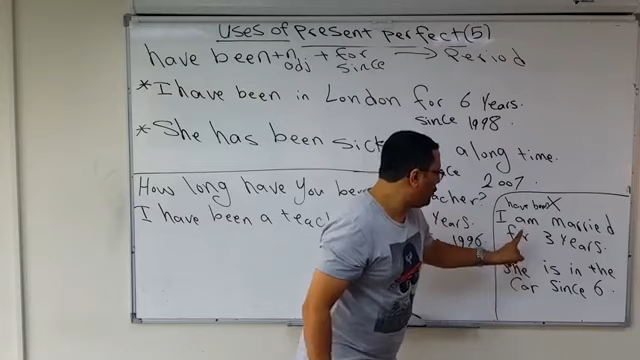 Uses of present perfect (5)
have been + n + for → Period
adj since
* I have been in London for 6 years.
since 1998.
* She has been sick a long time.
2007.
How long have you been teacher?
I have been a years.
1996
have been X
I am married
for 3 years.
She is in the
Car Since 6.